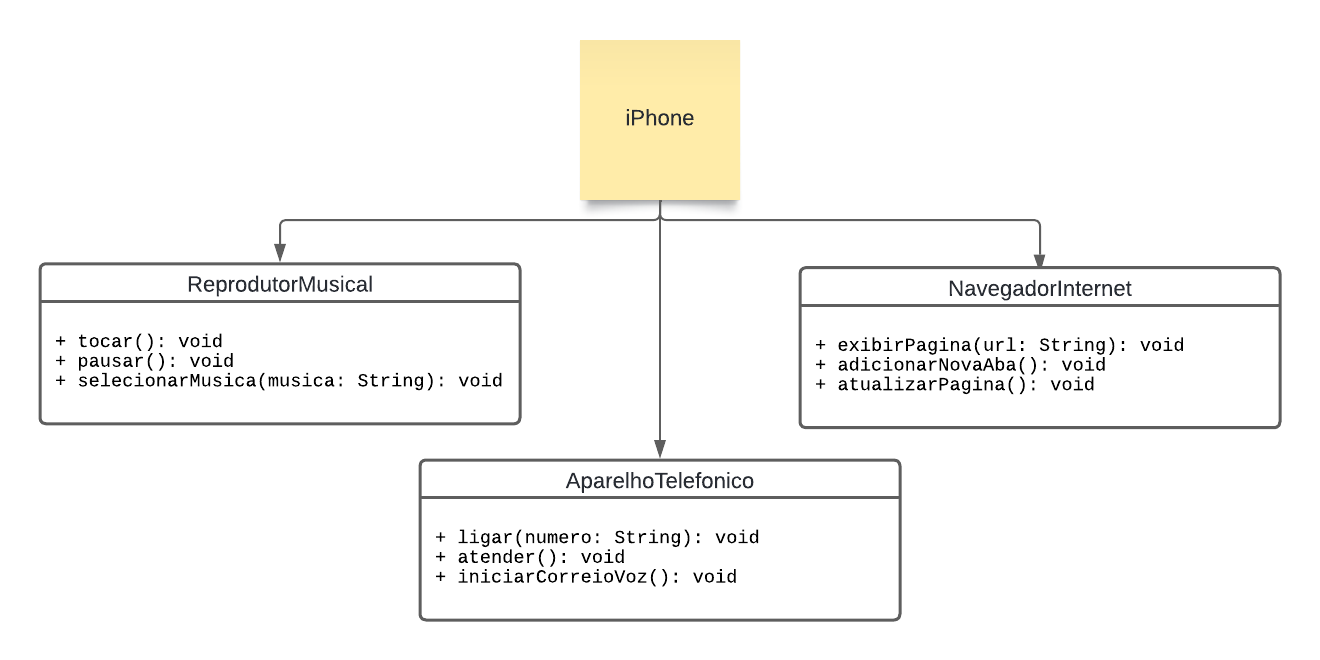 iPhone
ReprodutorMusical
+ tocar(): void
+ pausar(): void
+ selecionarMusica(musica: String): void
NavegadorInternet
+ exibirPagina(url: String): void
+ adicionarNovaAba(): void
+ atualizarPagina(): void
AparelhoTelefonico
+ ligar(numero: String): void
+ atender(): void
+ iniciarCorreioVoz(): void